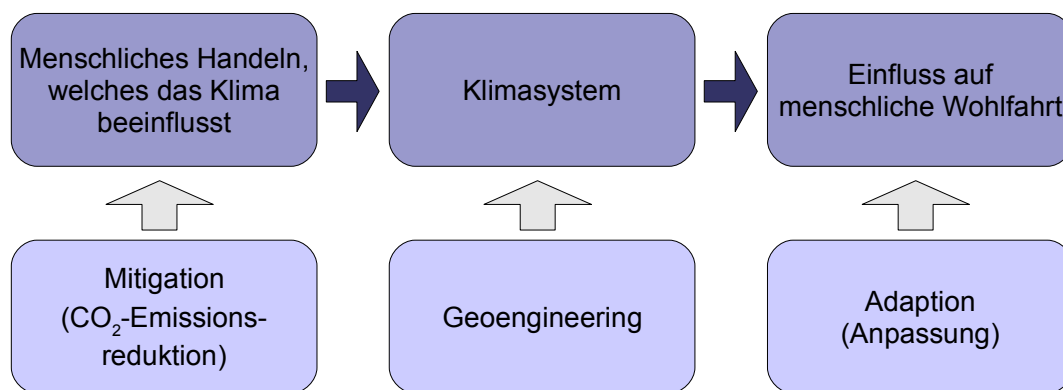 Menschliches Handeln,
welches das Klima
beeinflusst
Klimasystem
Einfluss auf
menschliche Wohlfahrt
Mitigation
(CO₂-Emissions-
reduktion)
Geoengineering
Adaption
(Anpassung)